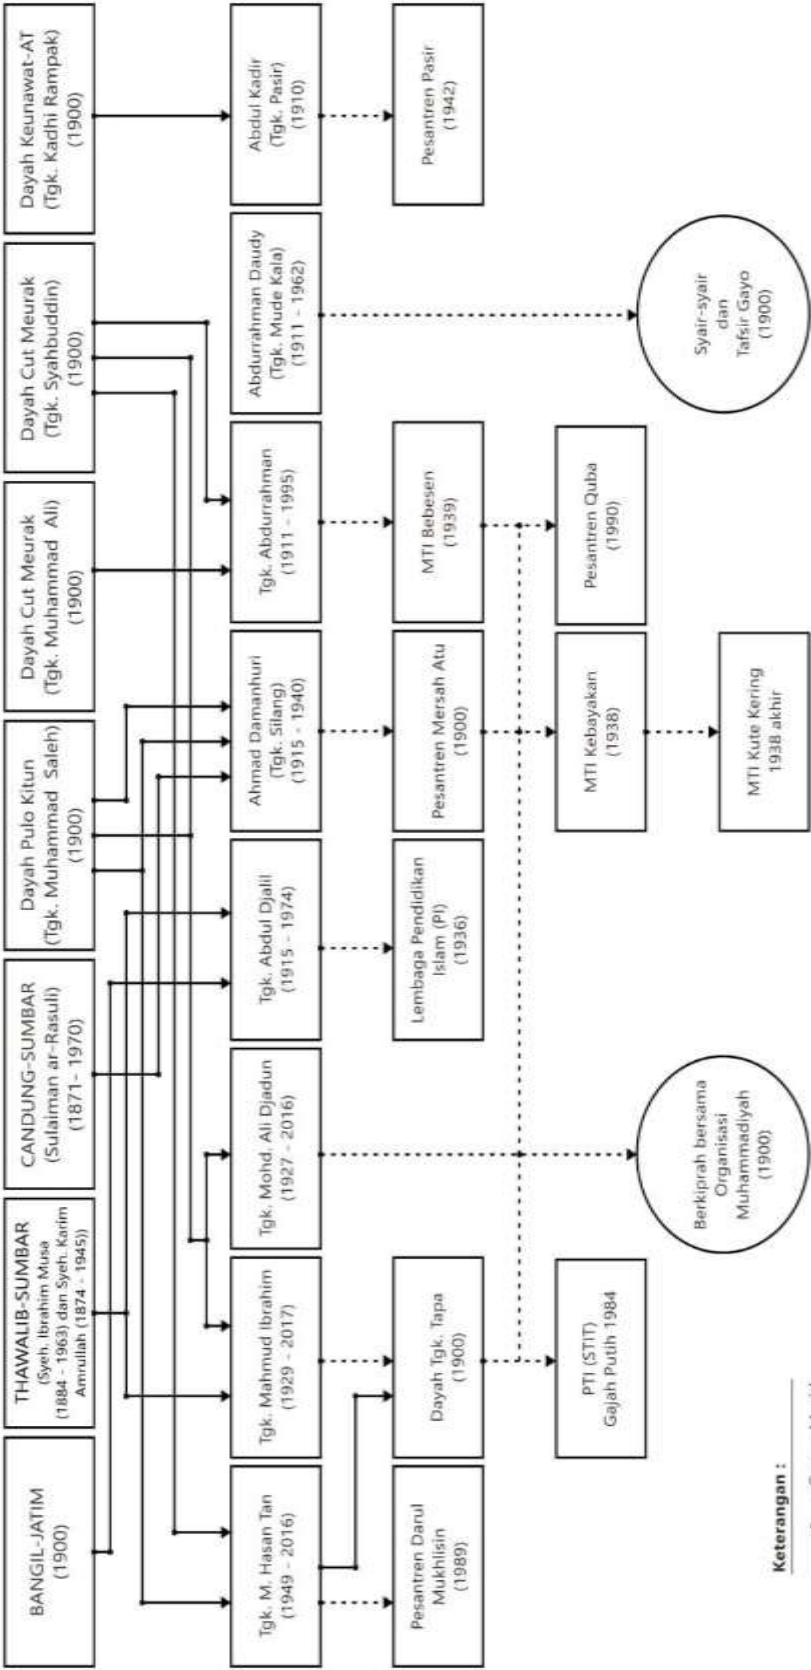 BANGIL-JATIM
(1900)
THAWALIB-SUMBAR
(Syeh. Ibrahim Musa
(1884 - 1963) dan Syeh. Karim
Amrullah (1874 - 1945))
CANDUNG-SUMBAR
(Sulaiman ar-Rasuli)
(1871- 1970)
Dayah Pulo Kitun
(Tgk. Muhammad Saleh)
(1900)
Dayah Cut Meurak
(Tgk. Muhammad Ali)
(1900)
Dayah Cut Meurak
(Tgk. Syahbuddin)
(1900)
Dayah Keunawat-AT
(Tgk. Kadhi Rampak)
(1900)
Tgk. M. Hasan Tan
(1949 - 2016)
Tgk. Mahmud Ibrahim
(1929 - 2017)
Tgk. Mohd. Ali Djadun
(1927 - 2016)
Tgk. Abdul Djalil
(1915 - 1974)
Ahmad Damanhuri
(Tgk. Silang)
(1915 - 1940)
Tgk. Abdurrahman
(1911 - 1995)
Abdurrahman Daudy
(Tgk. Mude Kala)
(1911 - 1962)
Abdul Kadir
(Tgk. Pasir)
(1910)
Pesantren Darul
Mukhlisin
(1989)
Dayah Tgk. Tapa
(1900)
Lembaga Pendidikan
Islam (PI)
(1936)
Pesantren Mersah Atu
(1900)
MTI Bebesen
(1939)
Pesantren Pasir
(1942)
PTI (STIT)
Gajah Putih 1984
MTI Kebayakan
(1938)
Pesantren Quba
(1990)
Berkiprah bersama
Organisasi
Muhammadiyah
(1900)
MTI Kute Kering
1938 akhir
Syair-syair
dan
Tafsir Gayo
(1900)
Keterangan :